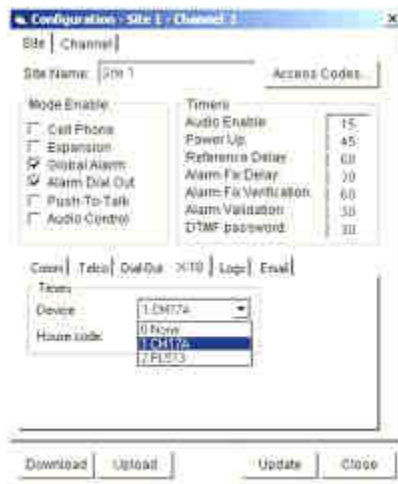 Configuration - Site 1 - Channel 1
Site Channel
Site Name: Site 1 Access Codes...
Mode Enable
Cell Phone
Expansion
Global Alarm
Alarm Dial Out
Push-To-Talk
Audio Control
Timers
Audio Enable 15
Power Up 45
Reference Delay 60
Alarm Fix Delay 30
Alarm Fix Verification 60
Alarm Validation 30
DTMF password 30
Comm Telco Dial-Out X-10 Logs Email
Device 1 CM17A
House code
0 None
1 CM17A
2 PL513
Download Upload Update Close